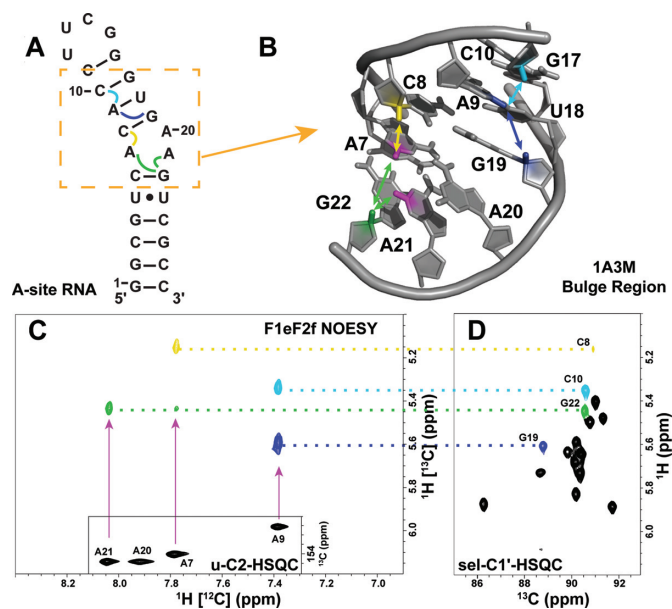 A
U C
U G
C G
10 C G
A U
C G
A A 20
A
C G
U U
G C
C G
G C
1 G C
5' 3'
A-site RNA
B
C10
G17
C8
A9
U18
A7
G19
G22
A20
A21
1A3M
Bulge Region
C
F1eF2f NOESY
5.2
5.4
5.6
5.8
6.0
¹H [¹³C] (ppm)
A21
A20
A7
A9
154
¹³C (ppm)
u-C2-HSQC
8.2 8.0 7.8 7.6 7.4 7.2 7.0
¹H [¹²C] (ppm)
D
C8
C10
G22
G19
5.2
5.4
5.6
5.8
6.0
¹H (ppm)
sel-C1'-HSQC
86 90 94
¹³C (ppm)